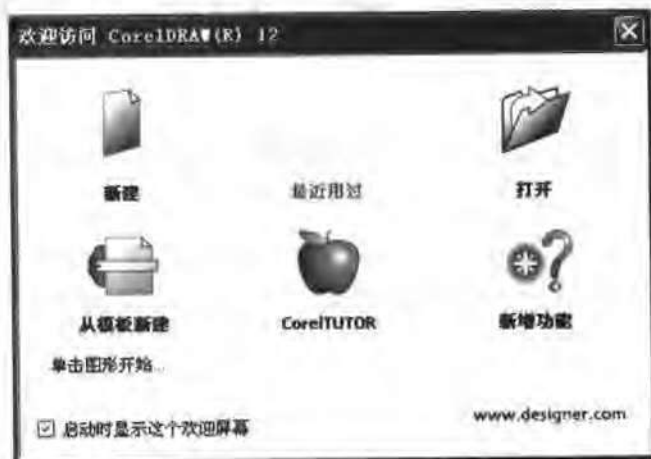 欢迎访问 CorelDRAW(R) 12
新建
最近用过
打开
从模板新建
CorelTUTOR
新增功能
单击图形开始...
启动时显示这个欢迎屏幕
www.designer.com